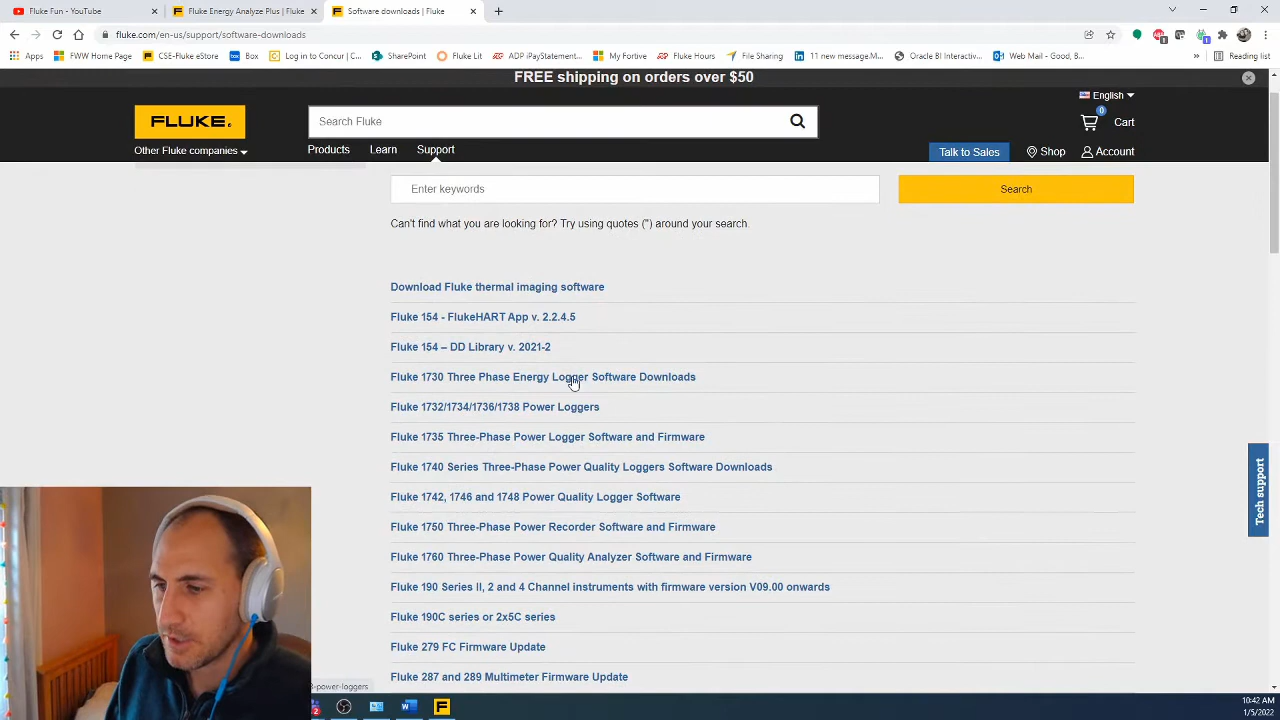 Fluke Fun - YouTube
Fluke Energy Analyze Plus | Fluke
Software downloads | Fluke
fluke.com/en-us/support/software-downloads
Apps
FWW Home Page
CSE-Fluke eStore
Box
Log in to Concur | C...
SharePoint
Fluke Lit
ADP iPayStatement...
My Fortive
Fluke Hours
File Sharing
11 new message.M...
Oracle BI Interactiv...
Web Mail - Good, B...
»
Reading list
FREE shipping on orders over $50
English
FLUKE
Search Fluke
0
Cart
Other Fluke companies
Products
Learn
Support
Talk to Sales
Shop
Account
Enter keywords
Search
Can't find what you are looking for? Try using quotes (") around your search.
Download Fluke thermal imaging software
Fluke 154 - FlukeHART App v. 2.2.4.5
Fluke 154 – DD Library v. 2021-2
Fluke 1730 Three Phase Energy Logger Software Downloads
Fluke 1732/1734/1736/1738 Power Loggers
Fluke 1735 Three-Phase Power Logger Software and Firmware
Fluke 1740 Series Three-Phase Power Quality Loggers Software Downloads
Fluke 1742, 1746 and 1748 Power Quality Logger Software
Fluke 1750 Three-Phase Power Recorder Software and Firmware
Fluke 1760 Three-Phase Power Quality Analyzer Software and Firmware
Fluke 190 Series II, 2 and 4 Channel instruments with firmware version V09.00 onwards
Fluke 190C series or 2x5C series
Fluke 279 FC Firmware Update
Fluke 287 and 289 Multimeter Firmware Update
Tech support
8-power-loggers
10:42 AM
1/5/2022